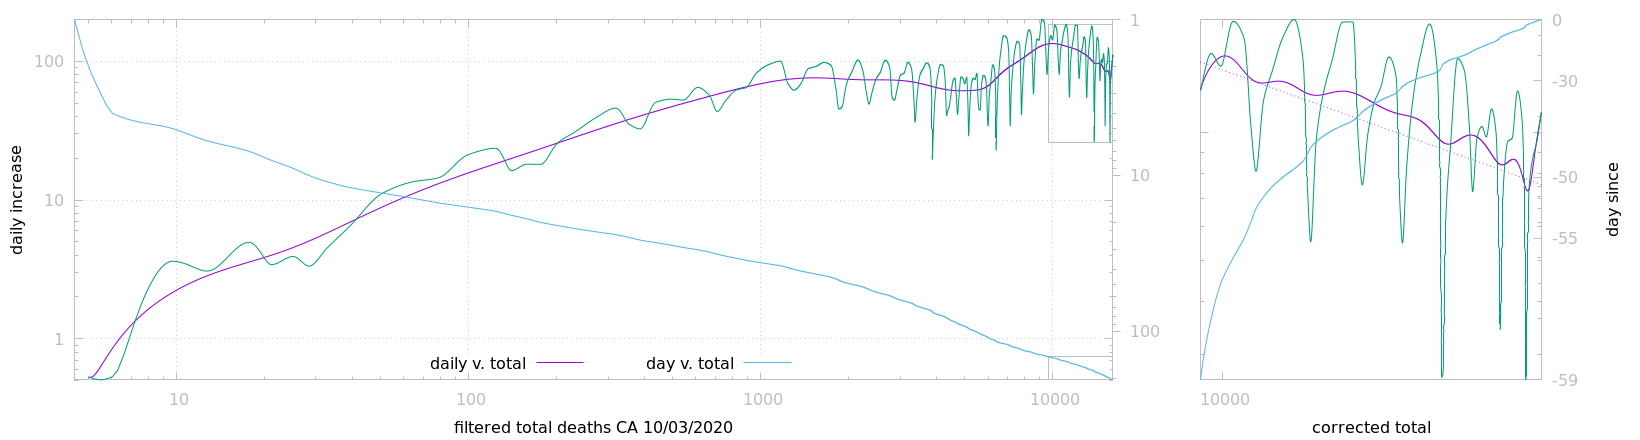 100
10
1
daily increase
10
100
1000
10000
filtered total deaths CA 10/03/2020
daily v. total
day v. total
1
10
100
10000
corrected total
0
-30
-50
-55
-59
day since